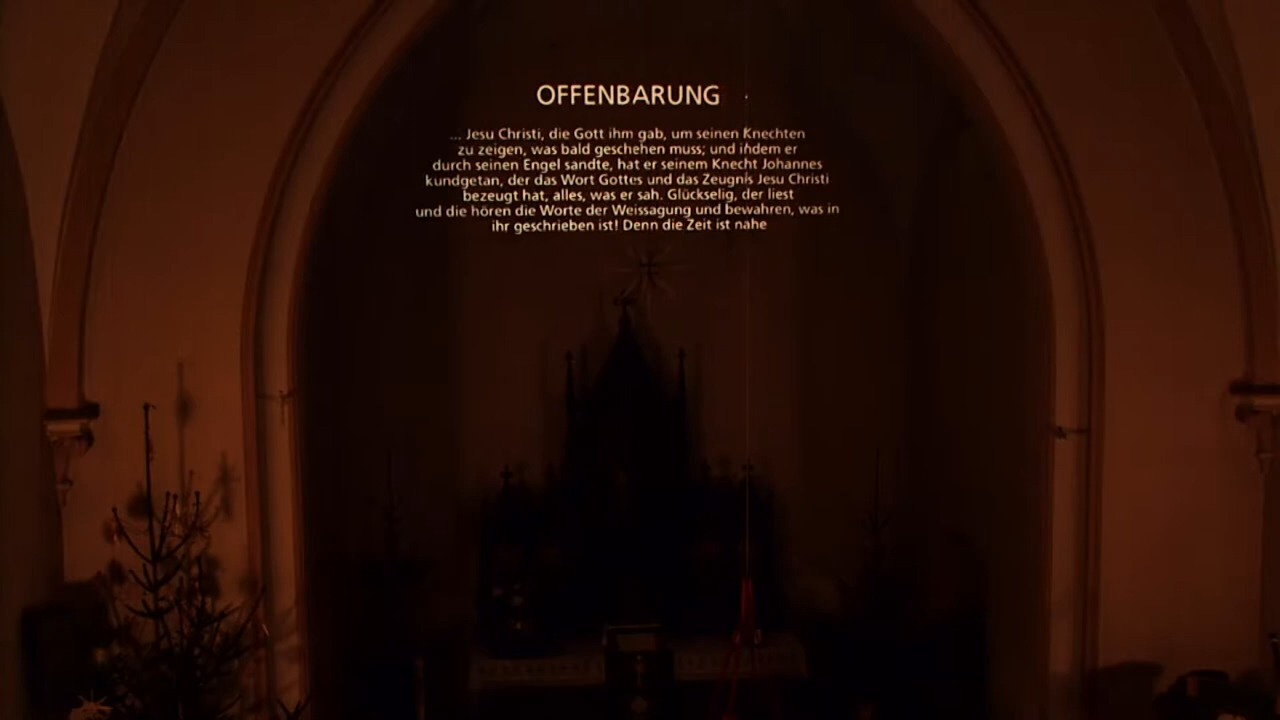 OFFENBARUNG
... Jesu Christi, die Gott ihm gab, um seinen Knechten
zu zeigen, was bald geschehen muss; und indem er
durch seinen Engel sandte, hat er seinem Knecht Johannes
kundgetan, der das Wort Gottes und das Zeugnis Jesu Christi
bezeugt hat, alles, was er sah. Glückselig, der liest
und die hören die Worte der Weissagung und bewahren, was in
ihr geschrieben ist! Denn die Zeit ist nahe